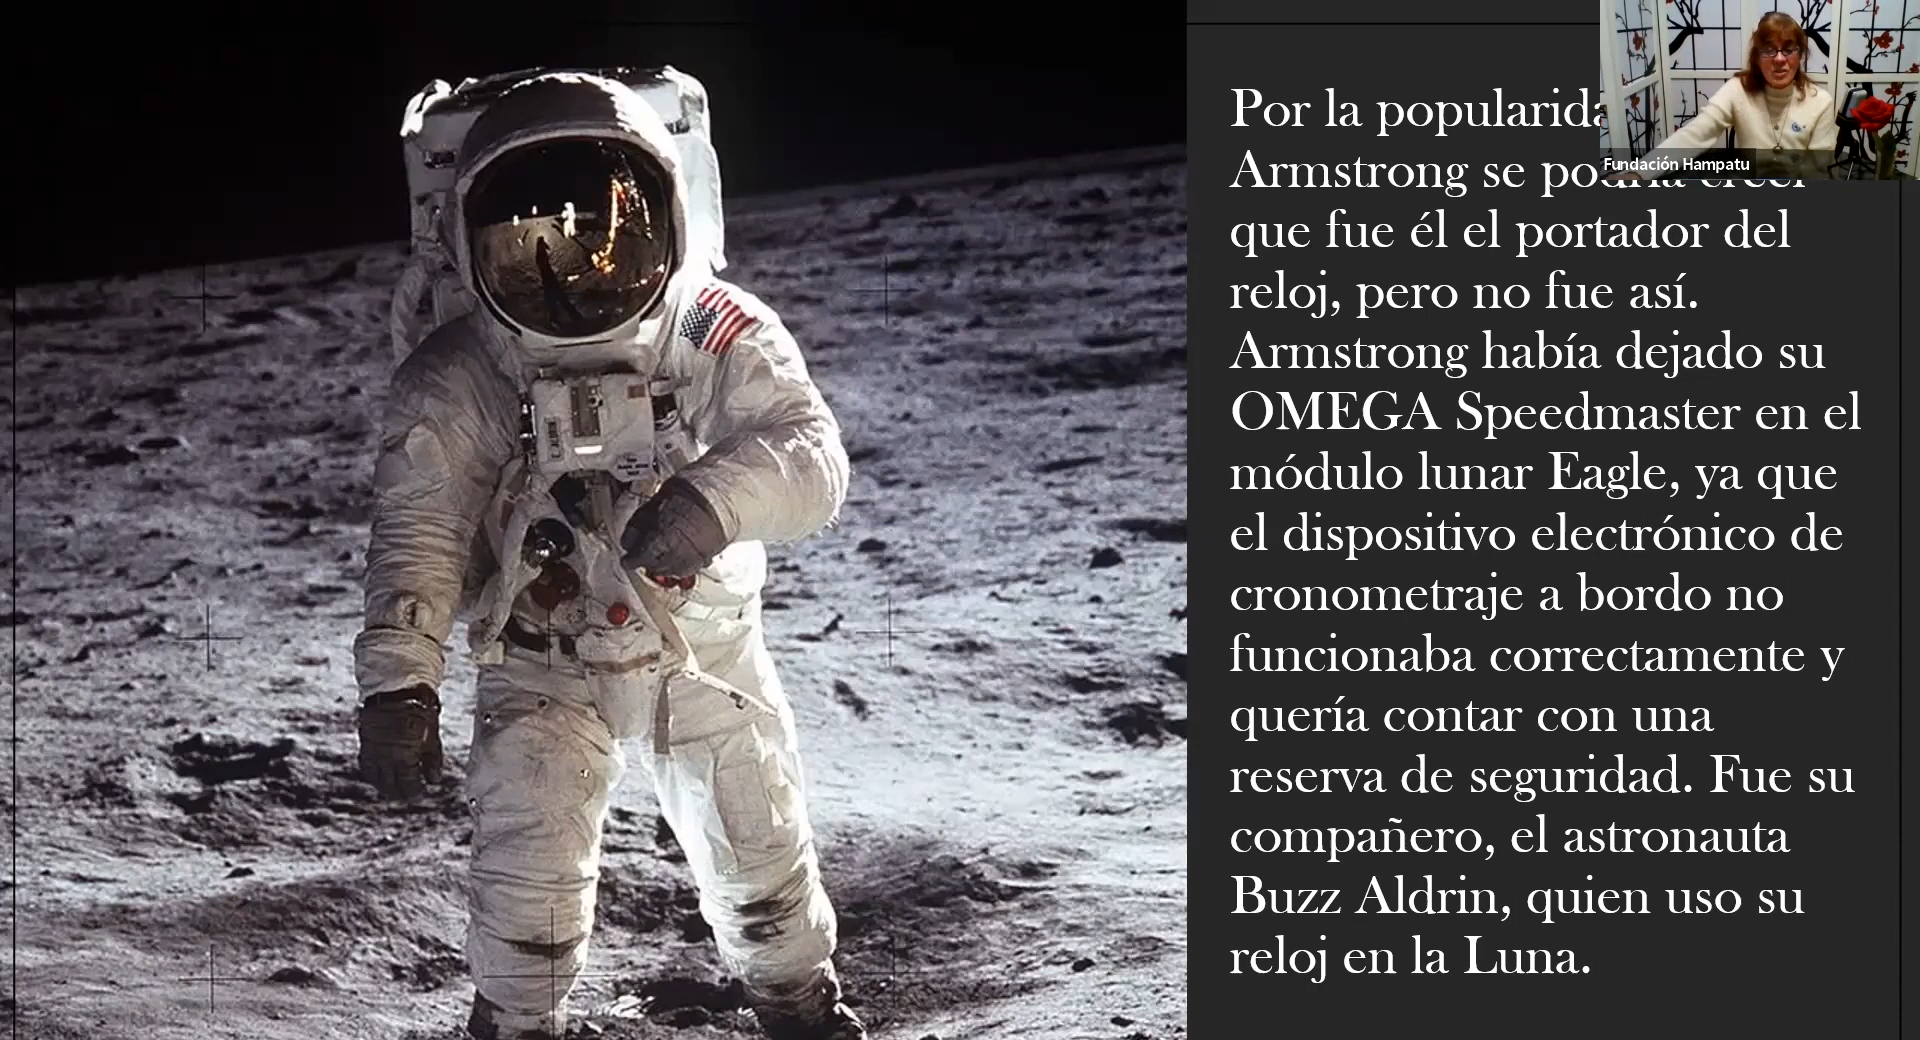 Por la
Armstrong se
que fue él el portador del
reloj, pero no fue así.
Armstrong había dejado su
OMEGA Speedmaster en el
módulo lunar Eagle, ya que
el dispositivo electrónico de
cronometraje a bordo no
funcionaba correctamente y
quería contar con una
reserva de seguridad. Fue su
compañero, el astronauta
Buzz Aldrin, quien uso su
reloj en la Luna.
Fundación Hampatu